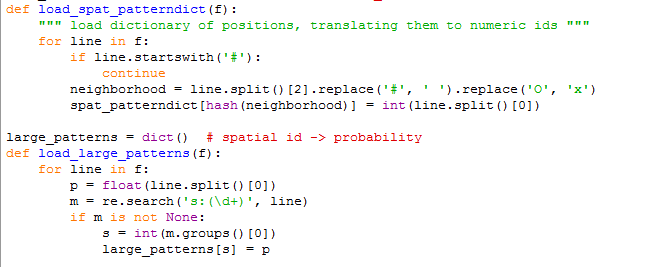 def load_spat_patterndict(f):
    """ load dictionary of positions, translating them to numeric ids """
    for line in f:
        if line.startswith('#'):
            continue
        neighborhood = line.split()[2].replace('#', ' ').replace('O', 'x')
        spat_patterndict[hash(neighborhood)] = int(line.split()[0])

large_patterns = dict()  # spatial id -> probability
def load_large_patterns(f):
    for line in f:
        p = float(line.split()[0])
        m = re.search('s:(\d+)', line)
        if m is not None:
            s = int(m.groups()[0])
            large_patterns[s] = p